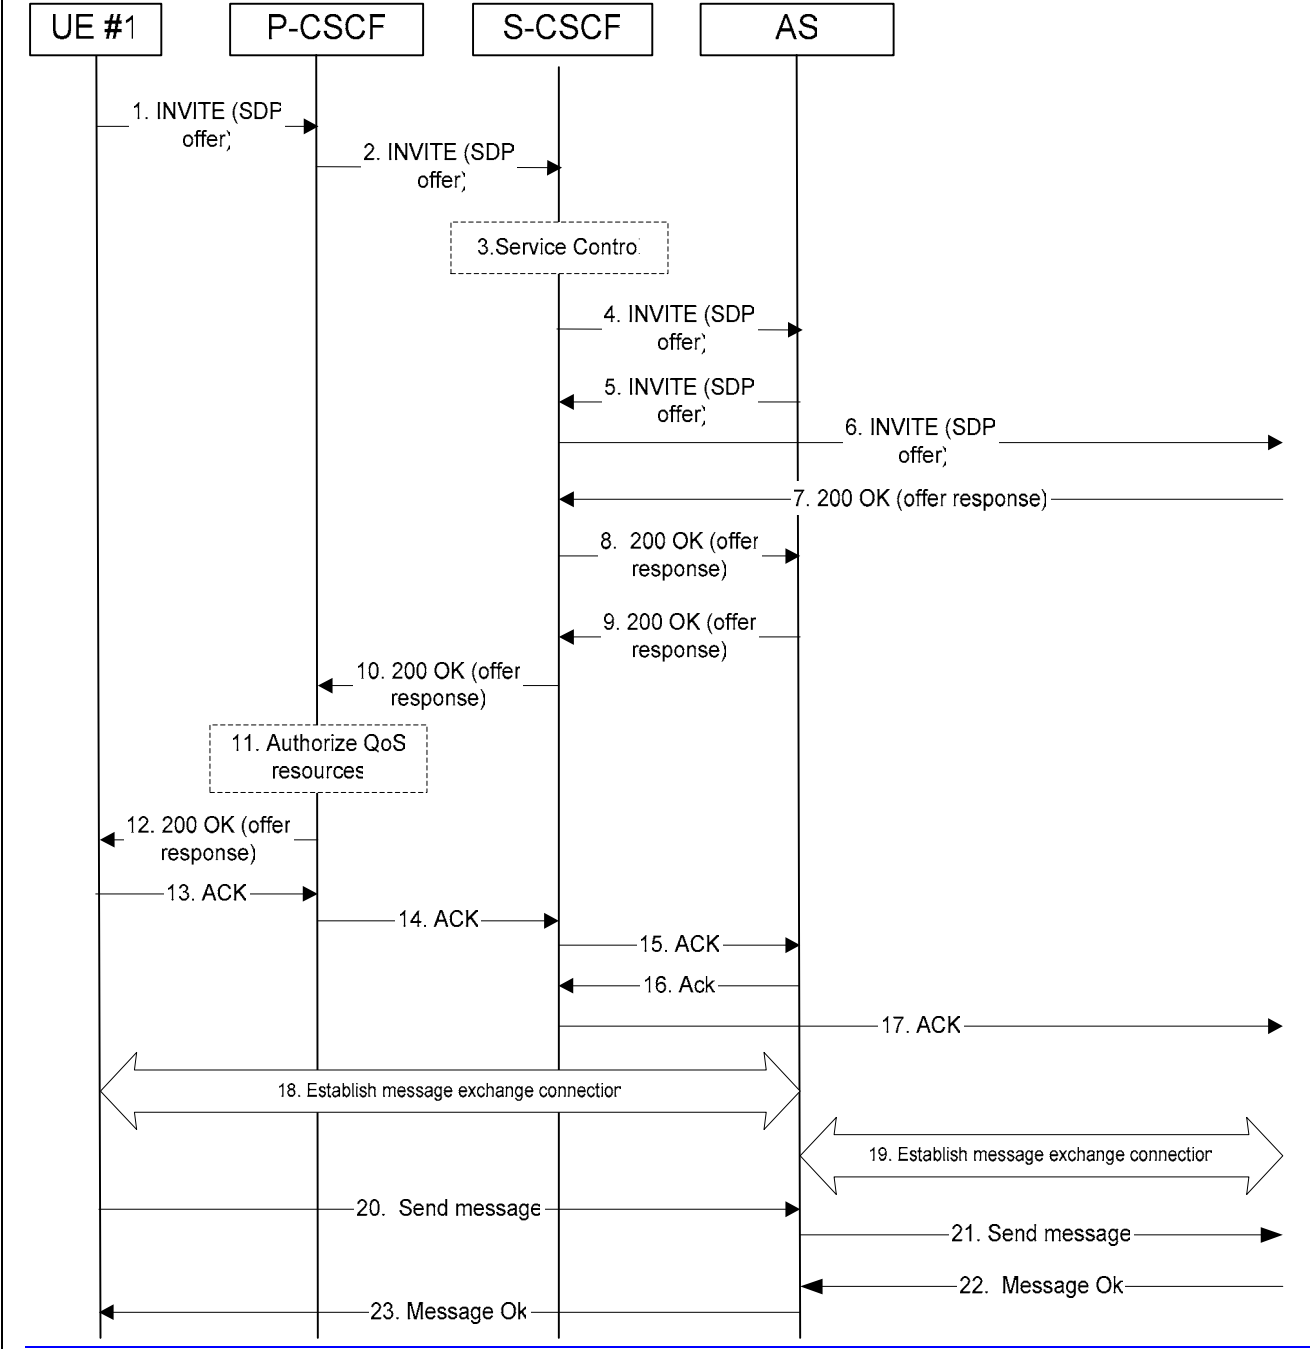 UE #1
P-CSCF
S-CSCF
AS
1. INVITE (SDP
offer)
2. INVITE (SDP
offer)
3.Service Contro
4. INVITE (SDP
offer)
5. INVITE (SDP
offer)
6. INVITE (SDP
offer)
7. 200 OK (offer response)
8. 200 OK (offer
response)
9. 200 OK (offer
response)
10. 200 OK (offer
response)
11. Authorize QoS
resources
12. 200 OK (offer
response)
13. ACK
14. ACK
15. ACK
16. Ack
17. ACK
18. Establish message exchange connection
19. Establish message exchange connection
20. Send message
21. Send message
22. Message Ok
23. Message Ok